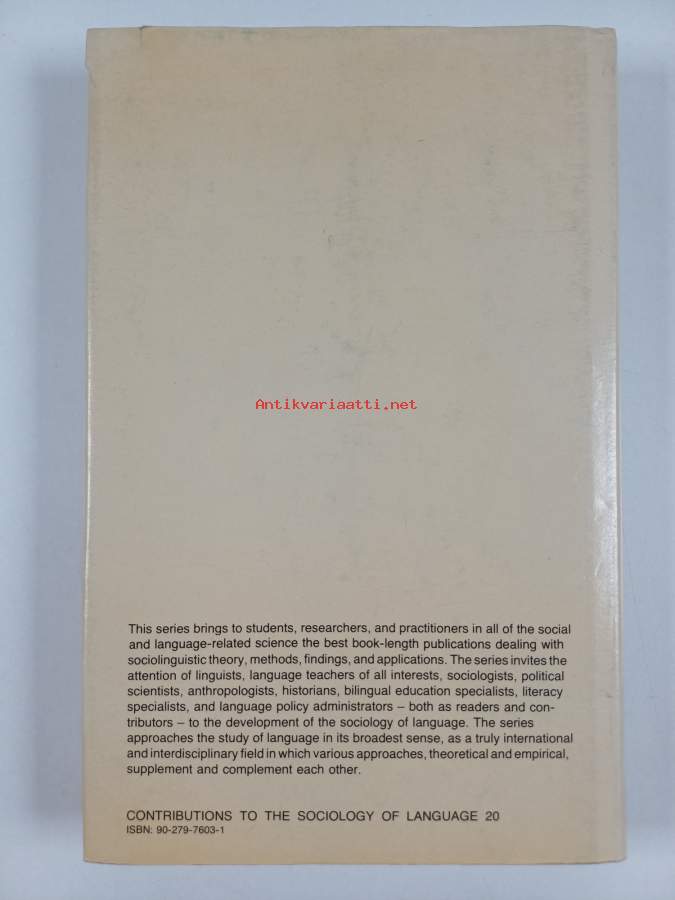 Antikvariaatti.net
This series brings to students, researchers, and practitioners in all of the social
and language-related science the best book-length publications dealing with
sociolinguistic theory, methods, findings, and applications. The series invites the
attention of linguists, language teachers of all interests, sociologists, political
scientists, anthropologists, historians, bilingual education specialists, literacy
specialists, and language policy administrators – both as readers and con-
tributors – to the development of the sociology of language. The series
approaches the study of language in its broadest sense, as a truly international
and interdisciplinary field in which various approaches, theoretical and empirical,
supplement and complement each other.
CONTRIBUTIONS TO THE SOCIOLOGY OF LANGUAGE 20
ISBN: 90-279-7603-1